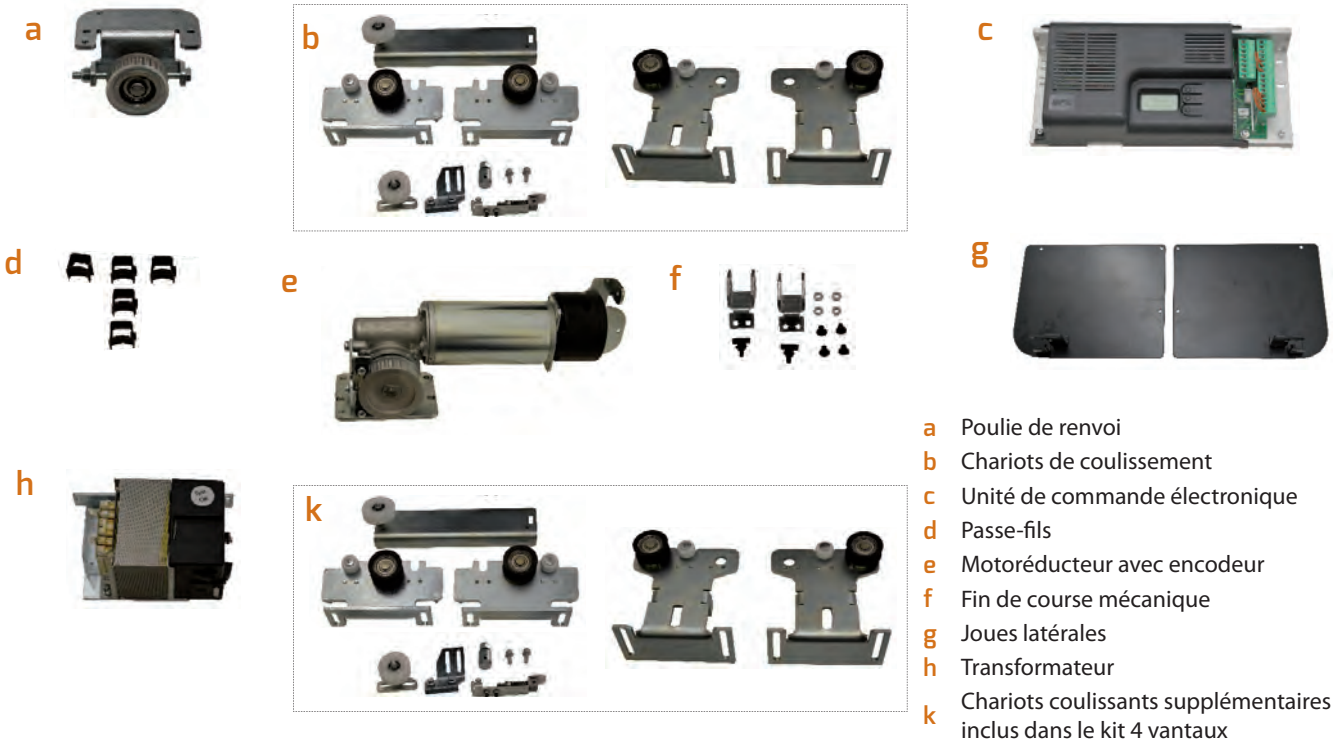 a
b
c
d
e
f
g
h
k
a Poulie de renvoi
b Chariots de coulissement
c Unité de commande électronique
d Passe-fils
e Motoréducteur avec encodeur
f Fin de course mécanique
g Joues latérales
h Transformateur
k Chariots coulissants supplémentaires
inclus dans le kit 4 vantaux